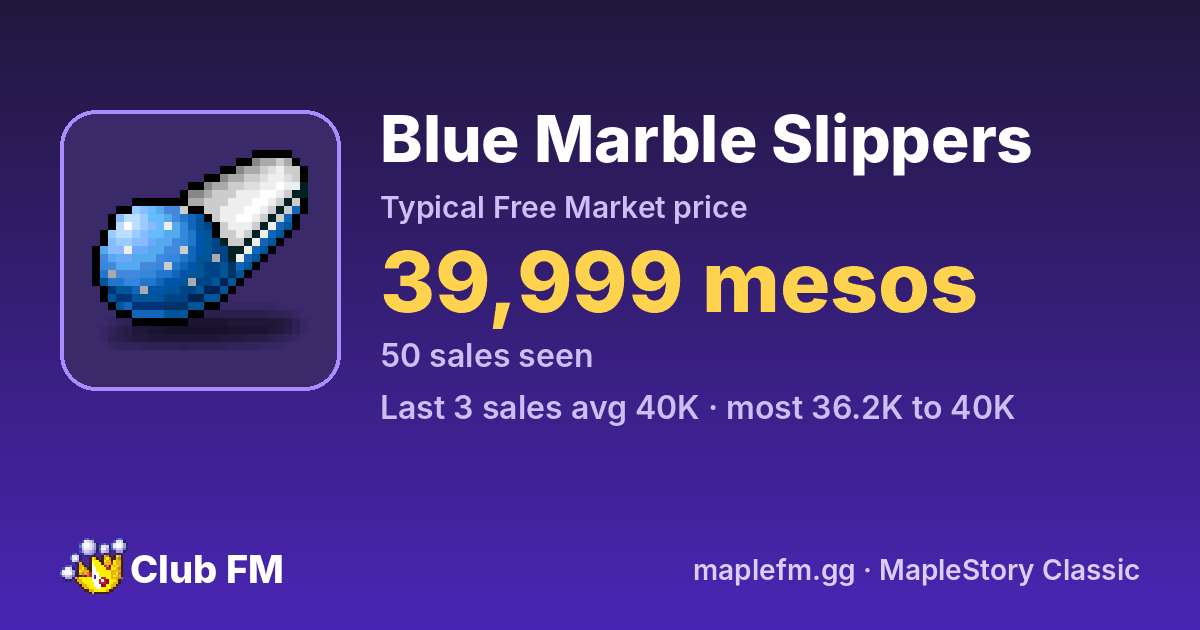 Blue Marble Slippers
Typical Free Market price
39,999 mesos
50 sales seen
Last 3 sales avg 40K · most 36.2K to 40K
Club FM
maplefm.gg · MapleStory Classic